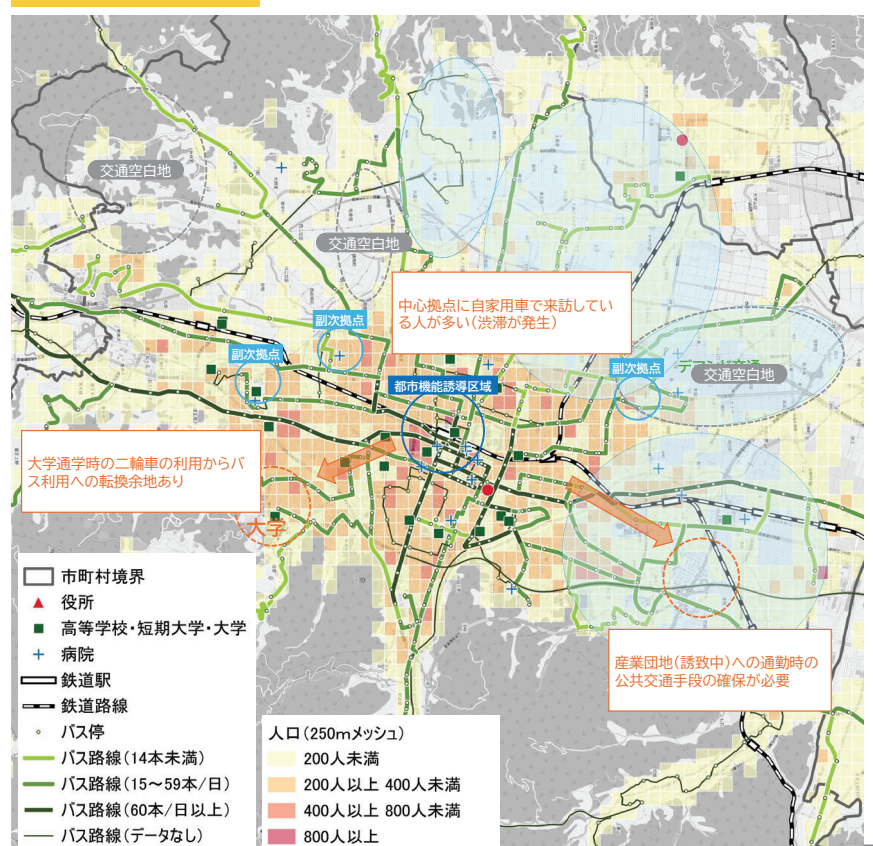 交通空白地
交通空白地
中心拠点に自家用車で来訪してい
る人が多い（渋滞が発生）
副次拠点
副次拠点
副次拠点
デマンド交通
交通空白地
都市機能誘導区域
大学通学時の二輪車の利用からバ
ス利用への転換余地あり
大学
産業団地（誘致中）への通勤時の
公共交通手段の確保が必要
市町村境界
役所
高等学校・短期大学・大学
病院
鉄道駅
鉄道路線
バス停
バス路線（14本未満）
バス路線（15～59本/日）
バス路線（60本/日以上）
バス路線（データなし）
人口（250mメッシュ）
200人未満
200人以上 400人未満
400人以上 800人未満
800人以上